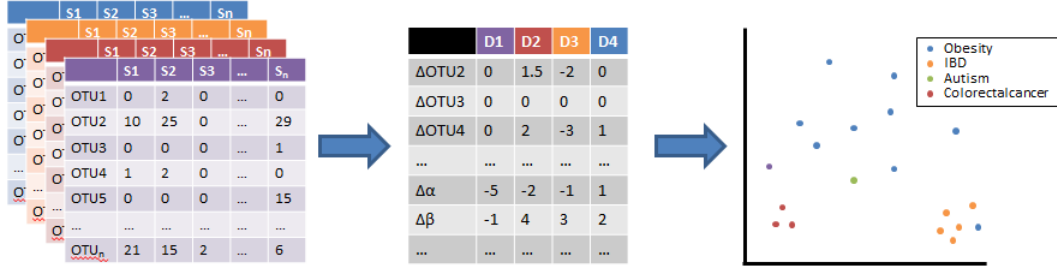 S1 S2 S3 ... Sn
S1 S2 S3 ... Sn
S1 S2 S3 ... Sn
S1 S2 S3 ... Sn
OTU1 0 2 0 ... 0
OTU2 10 25 0 ... 29
OTU3 0 0 0 ... 1
OTU4 1 2 0 ... 0
OTU5 0 0 0 ... 15
... ... ... ... ...
OTUn 21 15 2 ... 6
D1 D2 D3 D4
ΔOTU2 0 1.5 -2 0
ΔOTU3 0 0 0 0
ΔOTU4 0 2 -3 1
... ... ... ... ...
Δα -5 -2 -1 1
Δβ -1 4 3 2
... ... ... ... ...
Obesity
IBD
Autism
Colorectalcancer